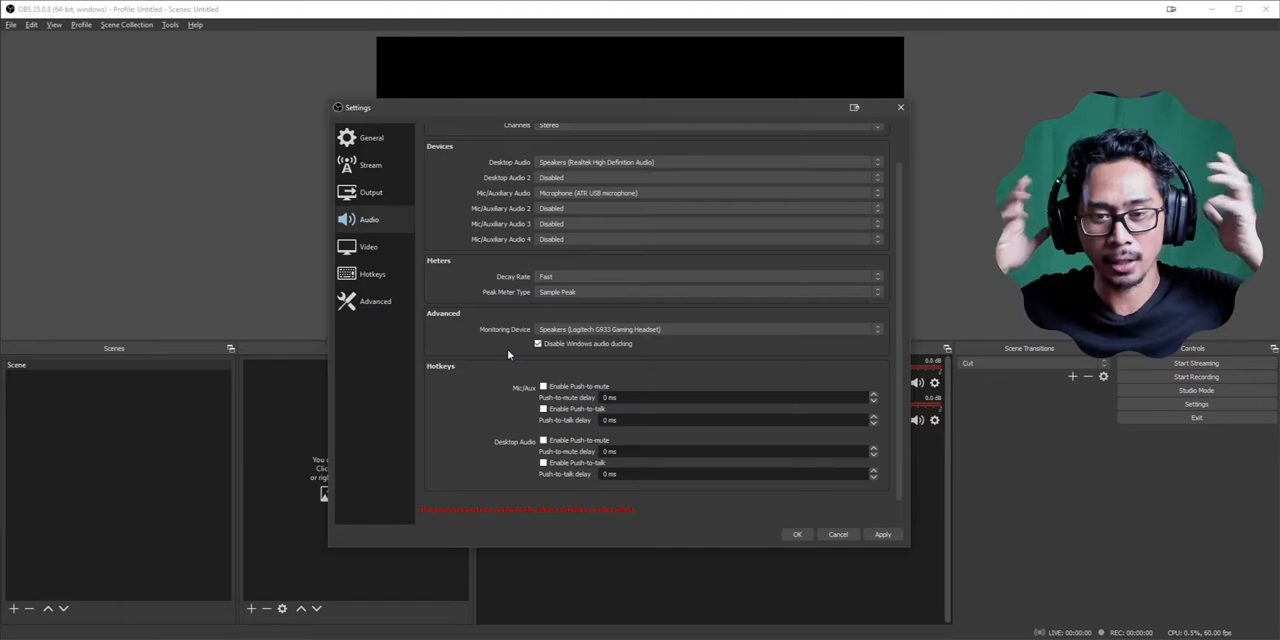 OBS 25.0.8 (64-bit, windows) - Profile: Untitled - Scenes: Untitled
File Edit View Profile Scene Collection Tools Help
Settings
General
Stream
Output
Audio
Video
Hotkeys
Advanced
Channels Stereo
Devices
Desktop Audio Speakers (Realtek High Definition Audio)
Desktop Audio 2 Disabled
Mic/Auxiliary Audio Microphone (ATR USB microphone)
Mic/Auxiliary Audio 2 Disabled
Mic/Auxiliary Audio 3 Disabled
Mic/Auxiliary Audio 4 Disabled
Meters
Decay Rate Fast
Peak Meter Type Sample Peak
Advanced
Monitoring Device Speakers (Logitech G933 Gaming Headset)
Disable Windows audio ducking
Hotkeys
Mic/Aux Enable Push-to-mute
Push-to-mute delay 0 ms
Enable Push-to-talk
Push-to-talk delay 0 ms
Desktop Audio Enable Push-to-mute
Push-to-mute delay 0 ms
Enable Push-to-talk
Push-to-talk delay 0 ms
OK Cancel Apply
Scenes
Scene
0.0 dB
0.0 dB
Scene Transitions
Cut
Controls
Start Streaming
Start Recording
Studio Mode
Settings
Exit
LIVE: 00:00:00 REC: 00:00:00 CPU: 0.5%, 60.00 fps